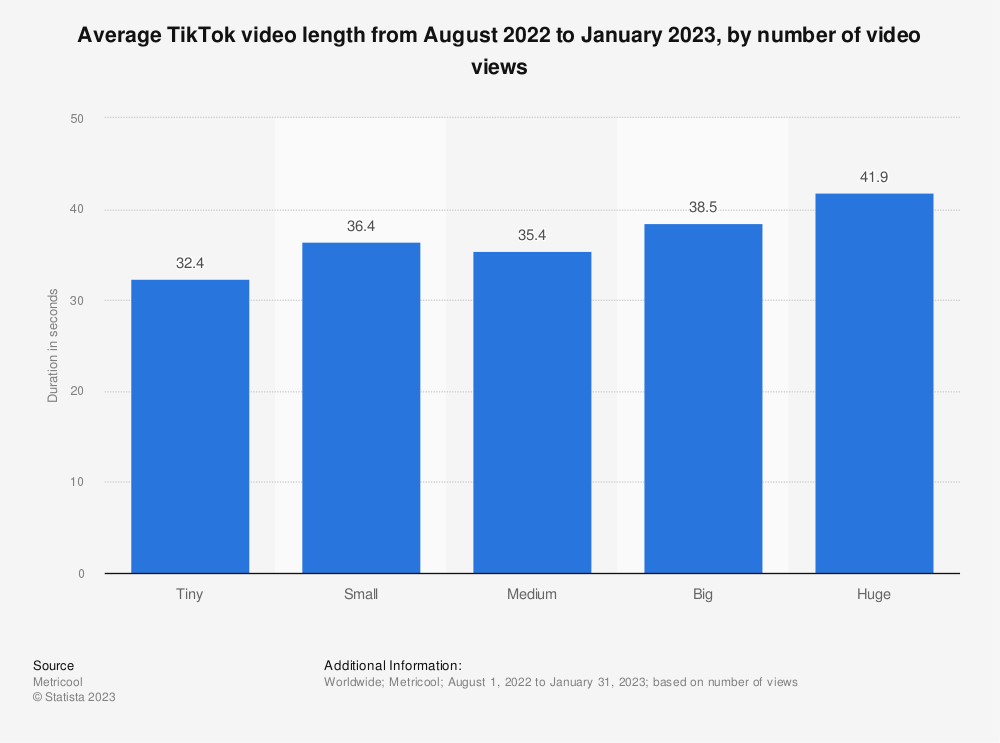 Average TikTok video length from August 2022 to January 2023, by number of video
views
50
40
30
20
10
0
Duration in seconds
32.4
36.4
35.4
38.5
41.9
Tiny
Small
Medium
Big
Huge
Source
Metricool
© Statista 2023
Additional Information:
Worldwide; Metricool; August 1, 2022 to January 31, 2023; based on number of views